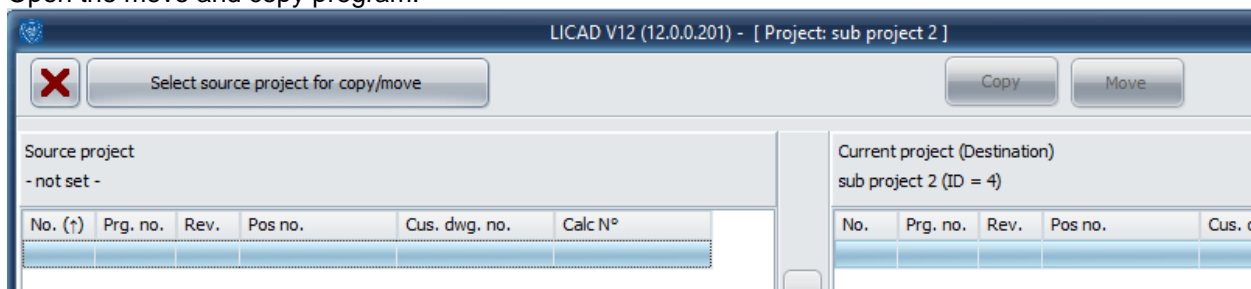 Open the move and copy program.
LICAD V12 (12.0.0.201) - [ Project: sub project 2 ]
Select source project for copy/move
Copy
Move
Source project
- not set -
Current project (Destination)
sub project 2 (ID = 4)
No. (↑) Prg. no. Rev. Pos no. Cus. dwg. no. Calc N°
No. Prg. no. Rev. Pos no. Cus.